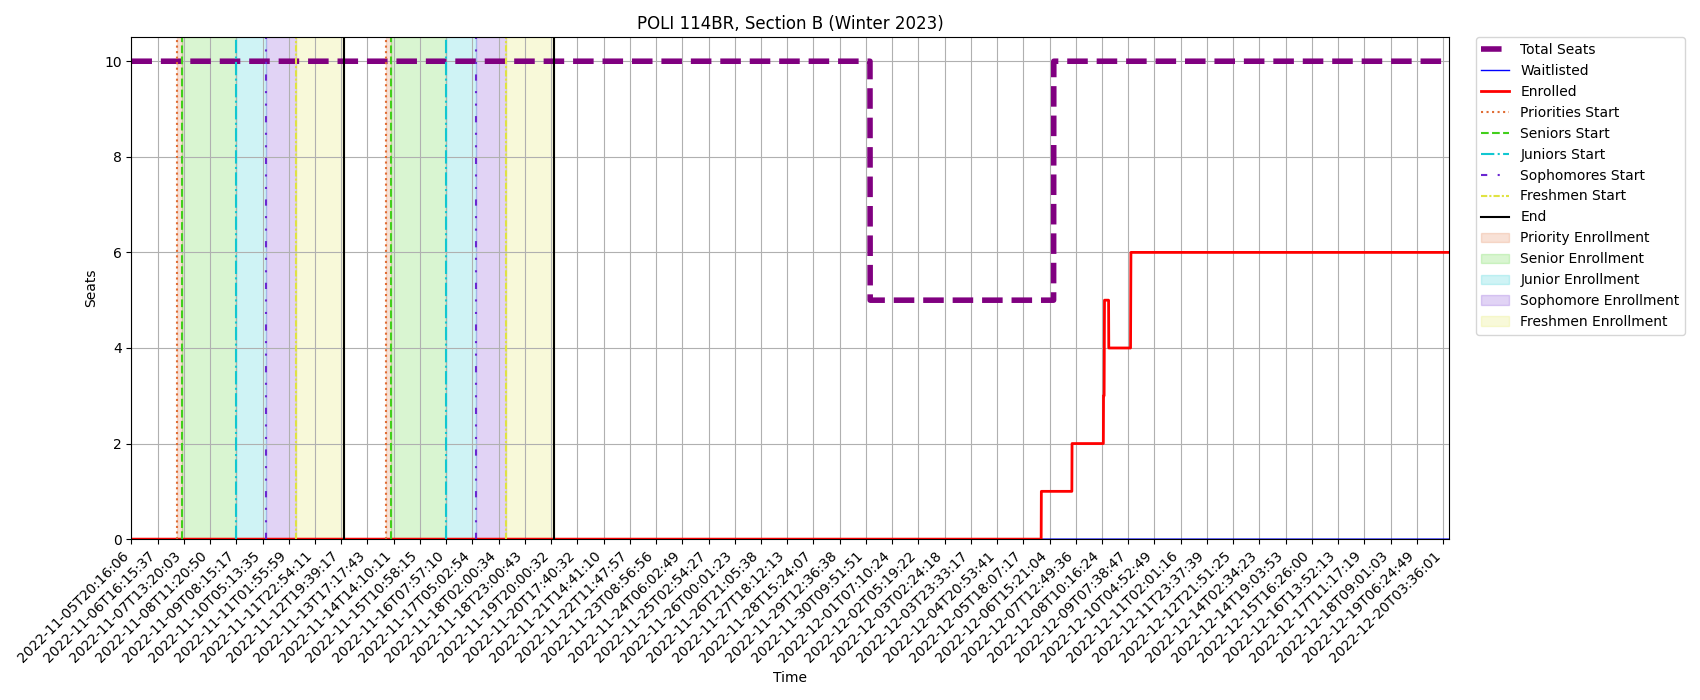 POLI 114BR, Section B (Winter 2023)
Seats
10
8
6
4
2
0
2022-11-05T20:16:06
2022-11-06T16:15:37
2022-11-07T13:20:03
2022-11-08T11:20:50
2022-11-09T08:15:17
2022-11-10T05:13:35
2022-11-11T01:55:59
2022-11-11T22:54:11
2022-11-12T19:39:17
2022-11-13T17:17:43
2022-11-14T14:10:11
2022-11-15T10:58:15
2022-11-16T07:57:10
2022-11-17T05:02:54
2022-11-18T02:00:34
2022-11-18T23:00:43
2022-11-19T20:00:32
2022-11-20T17:40:32
2022-11-21T14:41:10
2022-11-22T11:47:57
2022-11-23T08:56:56
2022-11-24T06:02:49
2022-11-25T02:54:27
2022-11-26T00:01:23
2022-11-26T21:05:38
2022-11-27T18:12:13
2022-11-28T15:24:07
2022-11-29T12:36:38
2022-11-30T09:51:51
2022-12-01T07:10:24
2022-12-02T05:19:22
2022-12-03T02:24:18
2022-12-03T23:33:17
2022-12-04T20:53:41
2022-12-05T18:07:17
2022-12-06T15:21:04
2022-12-07T12:49:36
2022-12-08T10:16:24
2022-12-09T07:38:47
2022-12-10T04:52:49
2022-12-11T02:01:16
2022-12-11T23:37:39
2022-12-12T21:51:25
2022-12-14T02:34:23
2022-12-14T19:03:53
2022-12-15T16:26:00
2022-12-16T13:52:13
2022-12-17T11:17:19
2022-12-18T09:01:03
2022-12-19T06:24:49
2022-12-20T03:36:01
Time
Total Seats
Waitlisted
Enrolled
Priorities Start
Seniors Start
Juniors Start
Sophomores Start
Freshmen Start
End
Priority Enrollment
Senior Enrollment
Junior Enrollment
Sophomore Enrollment
Freshmen Enrollment